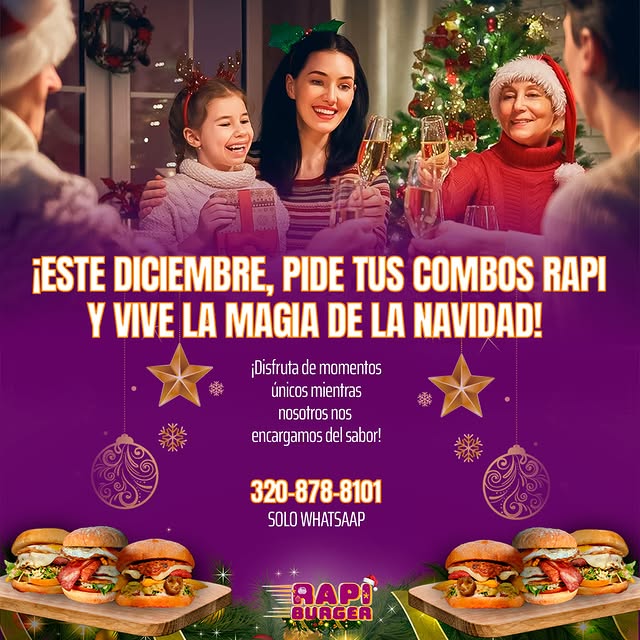 ¡ESTE DICIEMBRE, PIDE TUS COMBOS RAPI
Y VIVE LA MAGIA DE LA NAVIDAD!
¡Disfruta de momentos
únicos mientras
nosotros nos
encargamos del sabor!
320-878-8101
SOLO WHATSAAP
RAPI
BURGER